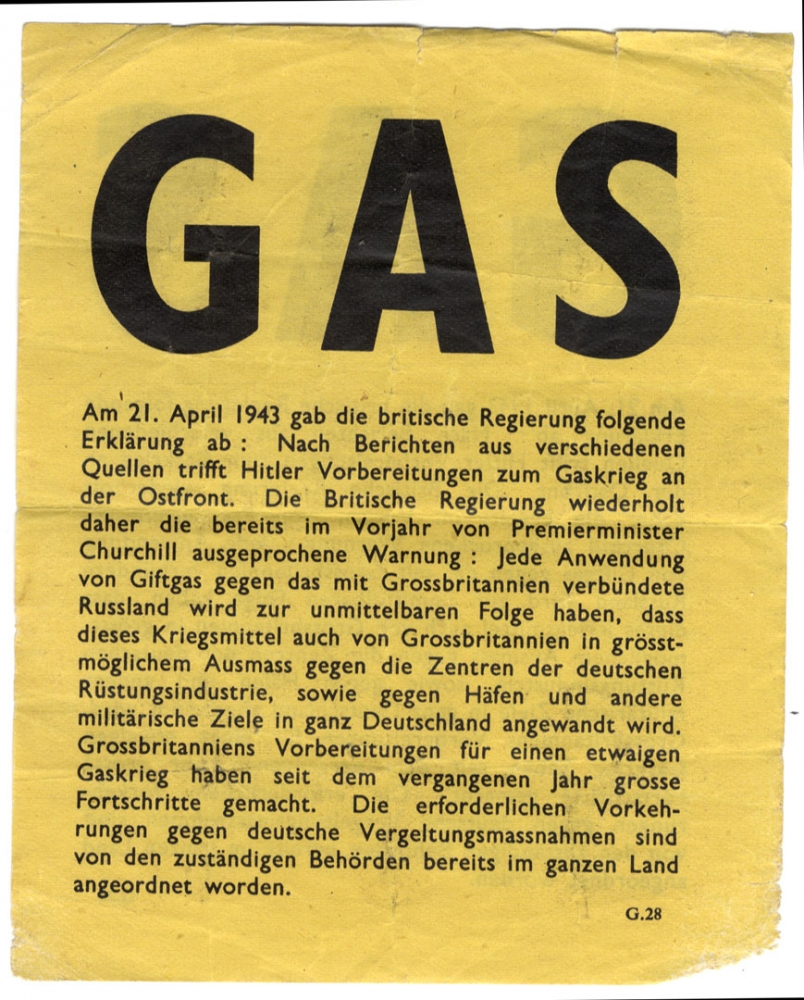 GAS
Am 21. April 1943 gab die britische Regierung folgende
Erklärung ab : Nach Berichten aus verschiedenen
Quellen trifft Hitler Vorbereitungen zum Gaskrieg an
der Ostfront. Die Britische Regierung wiederholt
daher die bereits im Vorjahr von Premierminister
Churchill ausgeprochene Warnung : Jede Anwendung
von Giftgas gegen das mit Grossbritannien verbündete
Russland wird zur unmittelbaren Folge haben, dass
dieses Kriegsmittel auch von Grossbritannien in grösst-
möglichem Ausmass gegen die Zentren der deutschen
Rüstungsindustrie, sowie gegen Häfen und andere
militärische Ziele in ganz Deutschland angewandt wird.
Grossbritanniens Vorbereitungen für einen etwaigen
Gaskrieg haben seit dem vergangenen Jahr grosse
Fortschritte gemacht. Die erforderlichen Vorkeh-
rungen gegen deutsche Vergeltungsmassnahmen sind
von den zuständigen Behörden bereits im ganzen Land
angeordnet worden.
G.28